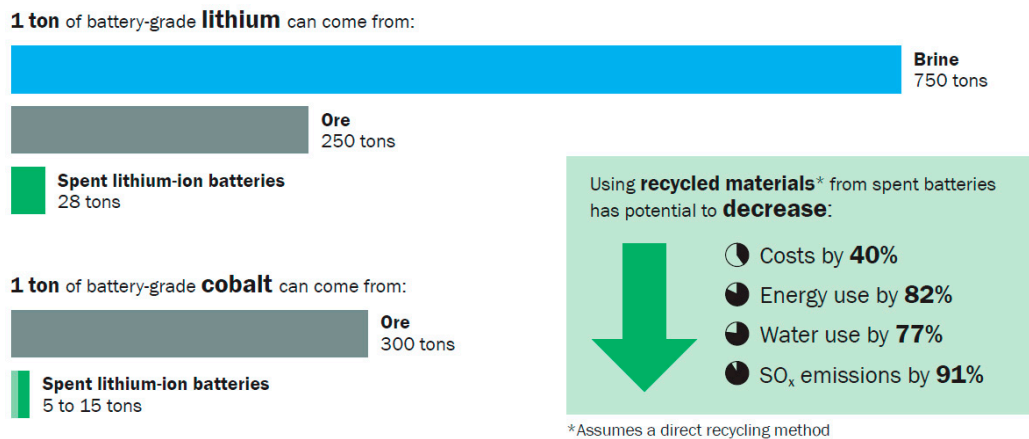 1 ton of battery-grade lithium can come from:
Brine
750 tons
Ore
250 tons
Spent lithium-ion batteries
28 tons
1 ton of battery-grade cobalt can come from:
Ore
300 tons
Spent lithium-ion batteries
5 to 15 tons
Using recycled materials* from spent batteries
has potential to decrease:
Costs by 40%
Energy use by 82%
Water use by 77%
SOx emissions by 91%
*Assumes a direct recycling method